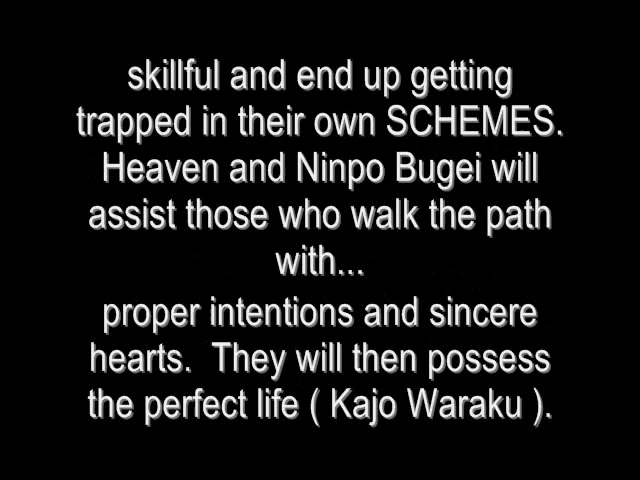 skillful and end up getting
trapped in their own SCHEMES.
Heaven and Ninpo Bugei will
assist those who walk the path
with...
proper intentions and sincere
hearts.  They will then possess
the perfect life ( Kajo Waraku ).